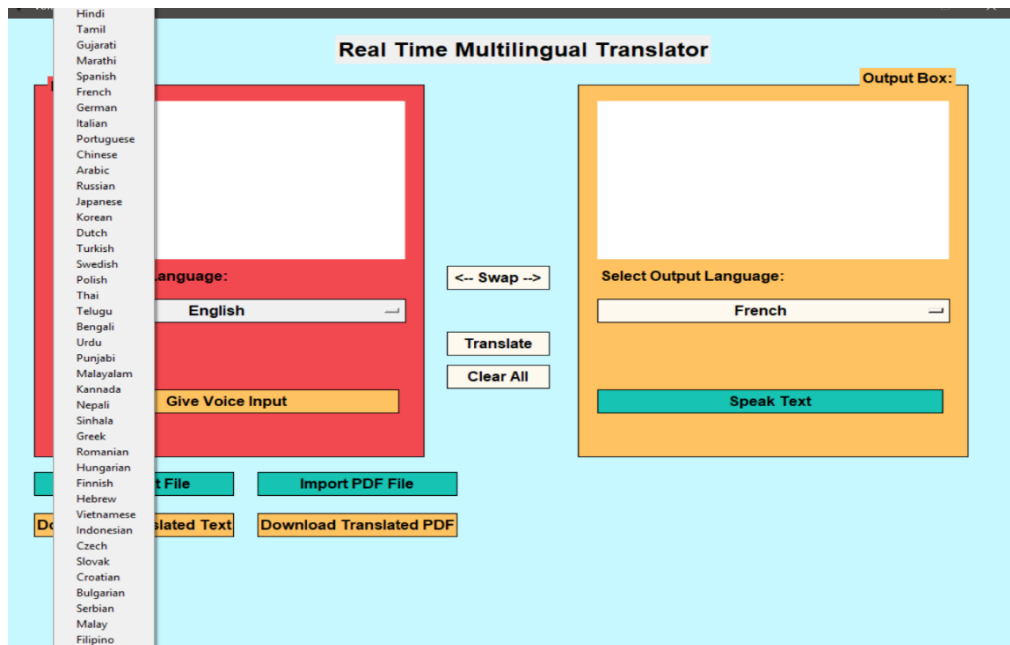 Hindi
Tamil
Gujarati
Marathi
Spanish
French
German
Italian
Portuguese
Chinese
Arabic
Russian
Japanese
Korean
Dutch
Turkish
Swedish
Polish
Thai
Telugu
Bengali
Urdu
Punjabi
Malayalam
Kannada
Nepali
Sinhala
Greek
Romanian
Hungarian
Finnish
Hebrew
Vietnamese
Indonesian
Czech
Slovak
Croatian
Bulgarian
Serbian
Malay
Filipino
Real Time Multilingual Translator
anguage:
English
Give Voice Input
<-- Swap -->
Translate
Clear All
Output Box:
Select Output Language:
French
Speak Text
t File
Import PDF File
Do
slated Text
Download Translated PDF